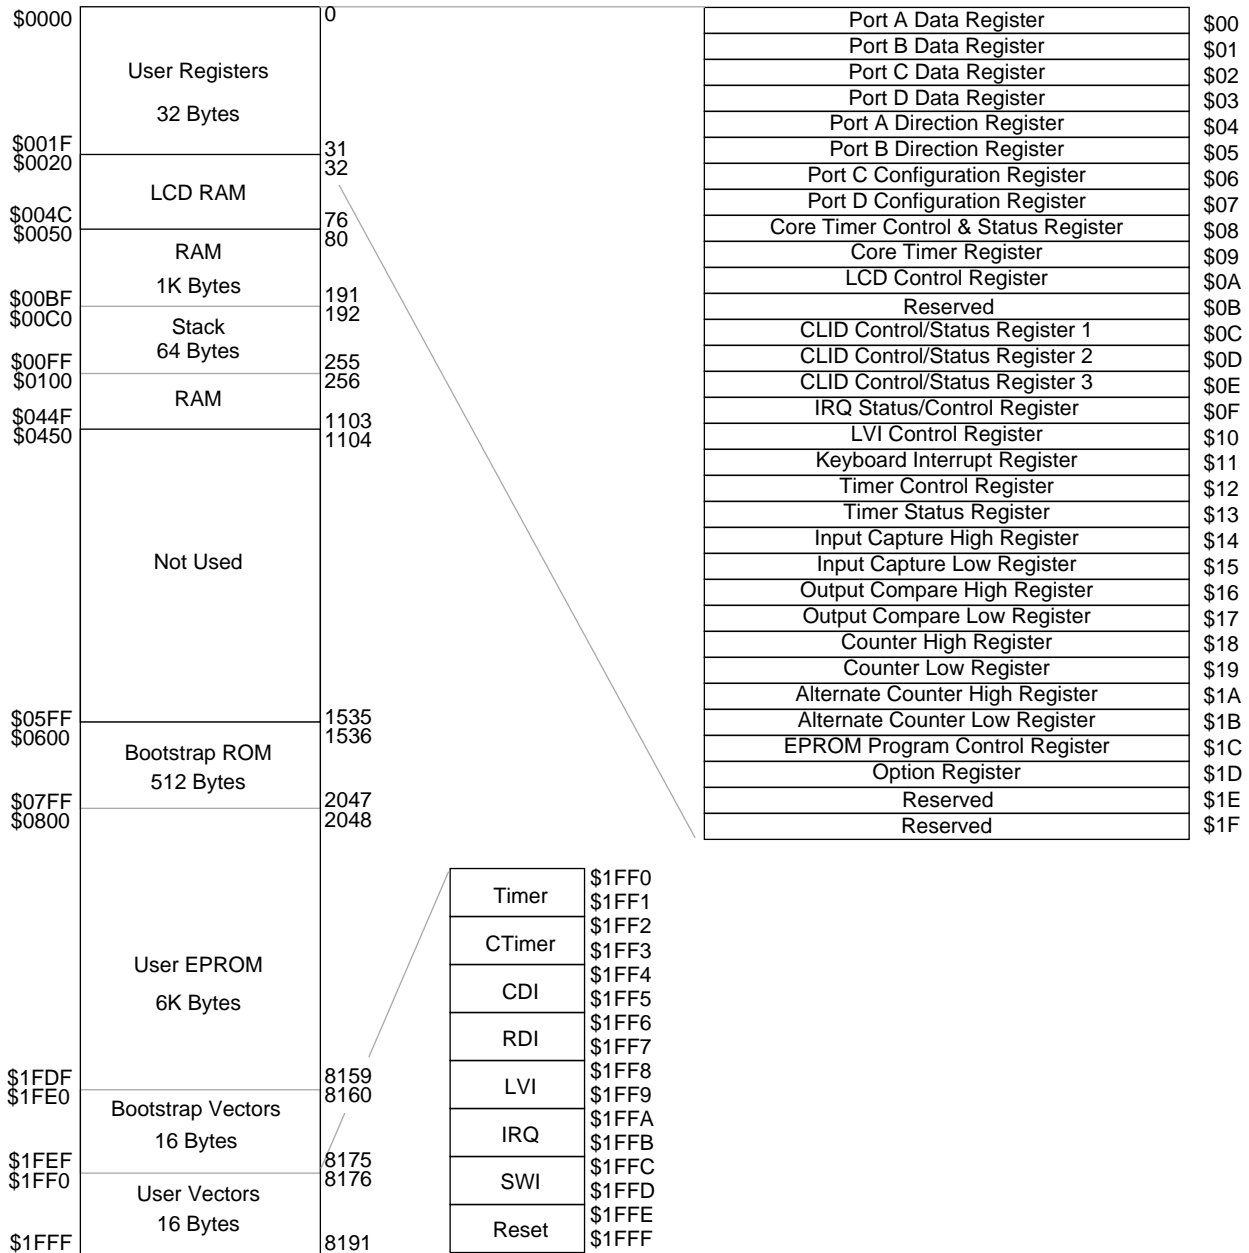 $0000
0
User Registers
32 Bytes
$001F
31
$0020
32
LCD RAM
$004C
76
$0050
80
RAM
1K Bytes
$00BF
191
$00C0
192
Stack
64 Bytes
$00FF
255
$0100
256
RAM
$044F
1103
$0450
1104
Not Used
$05FF
1535
$0600
1536
Bootstrap ROM
512 Bytes
$07FF
2047
$0800
2048
User EPROM
6K Bytes
$1FDF
8159
$1FE0
8160
Bootstrap Vectors
16 Bytes
$1FEF
8175
$1FF0
8176
User Vectors
16 Bytes
$1FFF
8191
Timer
$1FF0
$1FF1
CTimer
$1FF2
$1FF3
CDI
$1FF4
$1FF5
RDI
$1FF6
$1FF7
LVI
$1FF8
$1FF9
IRQ
$1FFA
$1FFB
SWI
$1FFC
$1FFD
Reset
$1FFE
$1FFF
Port A Data Register $00
Port B Data Register $01
Port C Data Register $02
Port D Data Register $03
Port A Direction Register $04
Port B Direction Register $05
Port C Configuration Register $06
Port D Configuration Register $07
Core Timer Control & Status Register $08
Core Timer Register $09
LCD Control Register $0A
Reserved $0B
CLID Control/Status Register 1 $0C
CLID Control/Status Register 2 $0D
CLID Control/Status Register 3 $0E
IRQ Status/Control Register $0F
LVI Control Register $10
Keyboard Interrupt Register $11
Timer Control Register $12
Timer Status Register $13
Input Capture High Register $14
Input Capture Low Register $15
Output Compare High Register $16
Output Compare Low Register $17
Counter High Register $18
Counter Low Register $19
Alternate Counter High Register $1A
Alternate Counter Low Register $1B
EPROM Program Control Register $1C
Option Register $1D
Reserved $1E
Reserved $1F